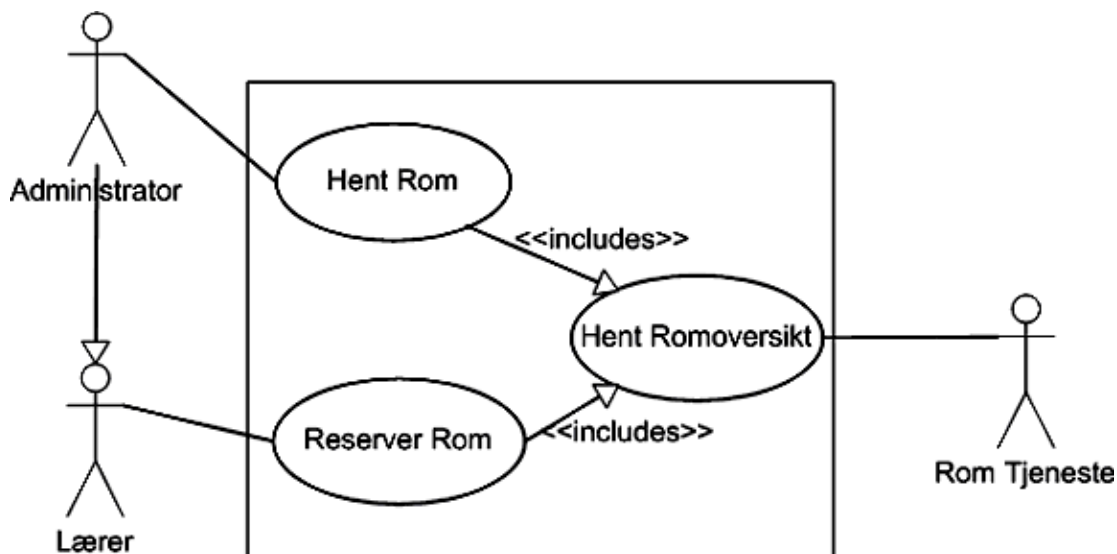 Administrator
Hent Rom
<<includes>>
Hent Romoversikt
Reserver Rom
<<includes>>
Lærer
Rom Tjeneste